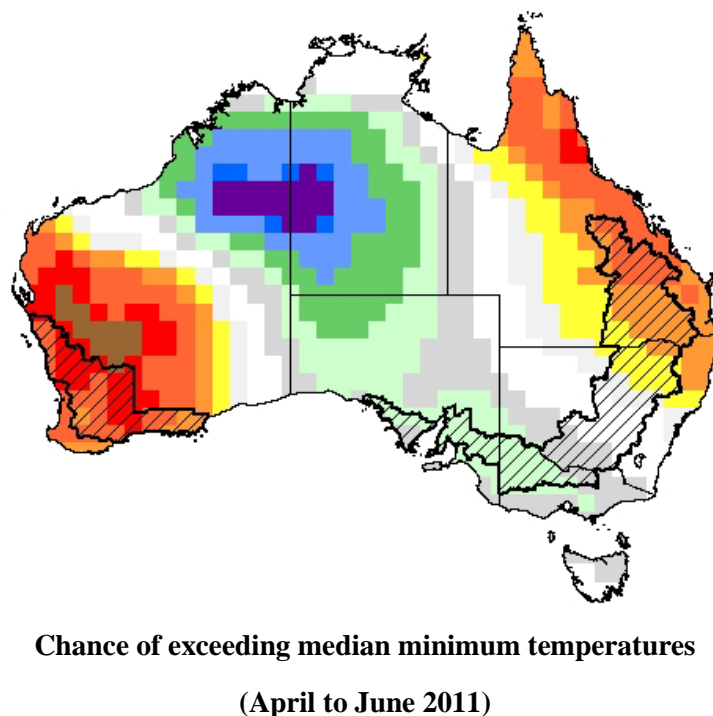 Chance of exceeding median minimum temperatures
(April to June 2011)